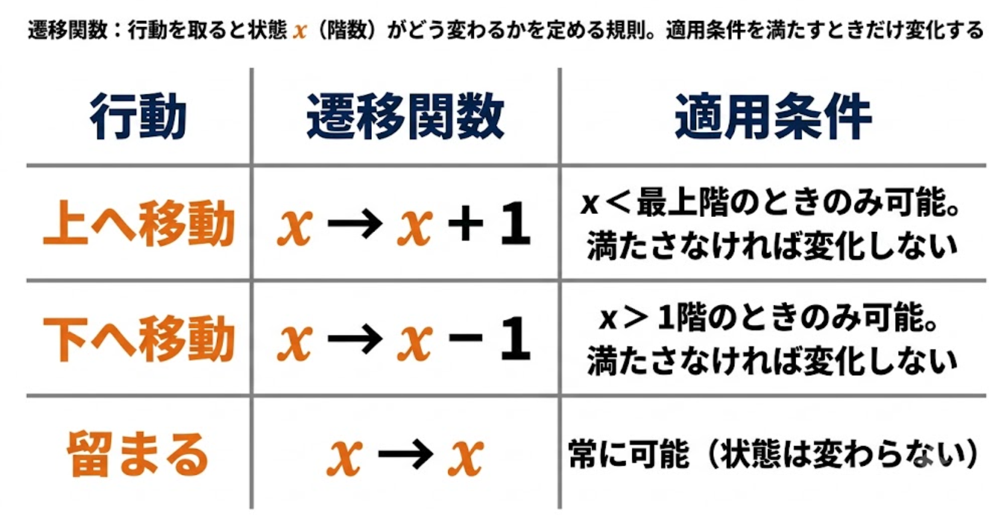 遷移関数：行動を取ると状態 x（階数）がどう変わるかを定める規則。適用条件を満たすときだけ変化する
行動
遷移関数
適用条件
上へ移動
x → x + 1
x < 最上階のときのみ可能。
満たさなければ変化しない
下へ移動
x → x − 1
x > 1階のときのみ可能。
満たさなければ変化しない
留まる
x → x
常に可能（状態は変わらない）